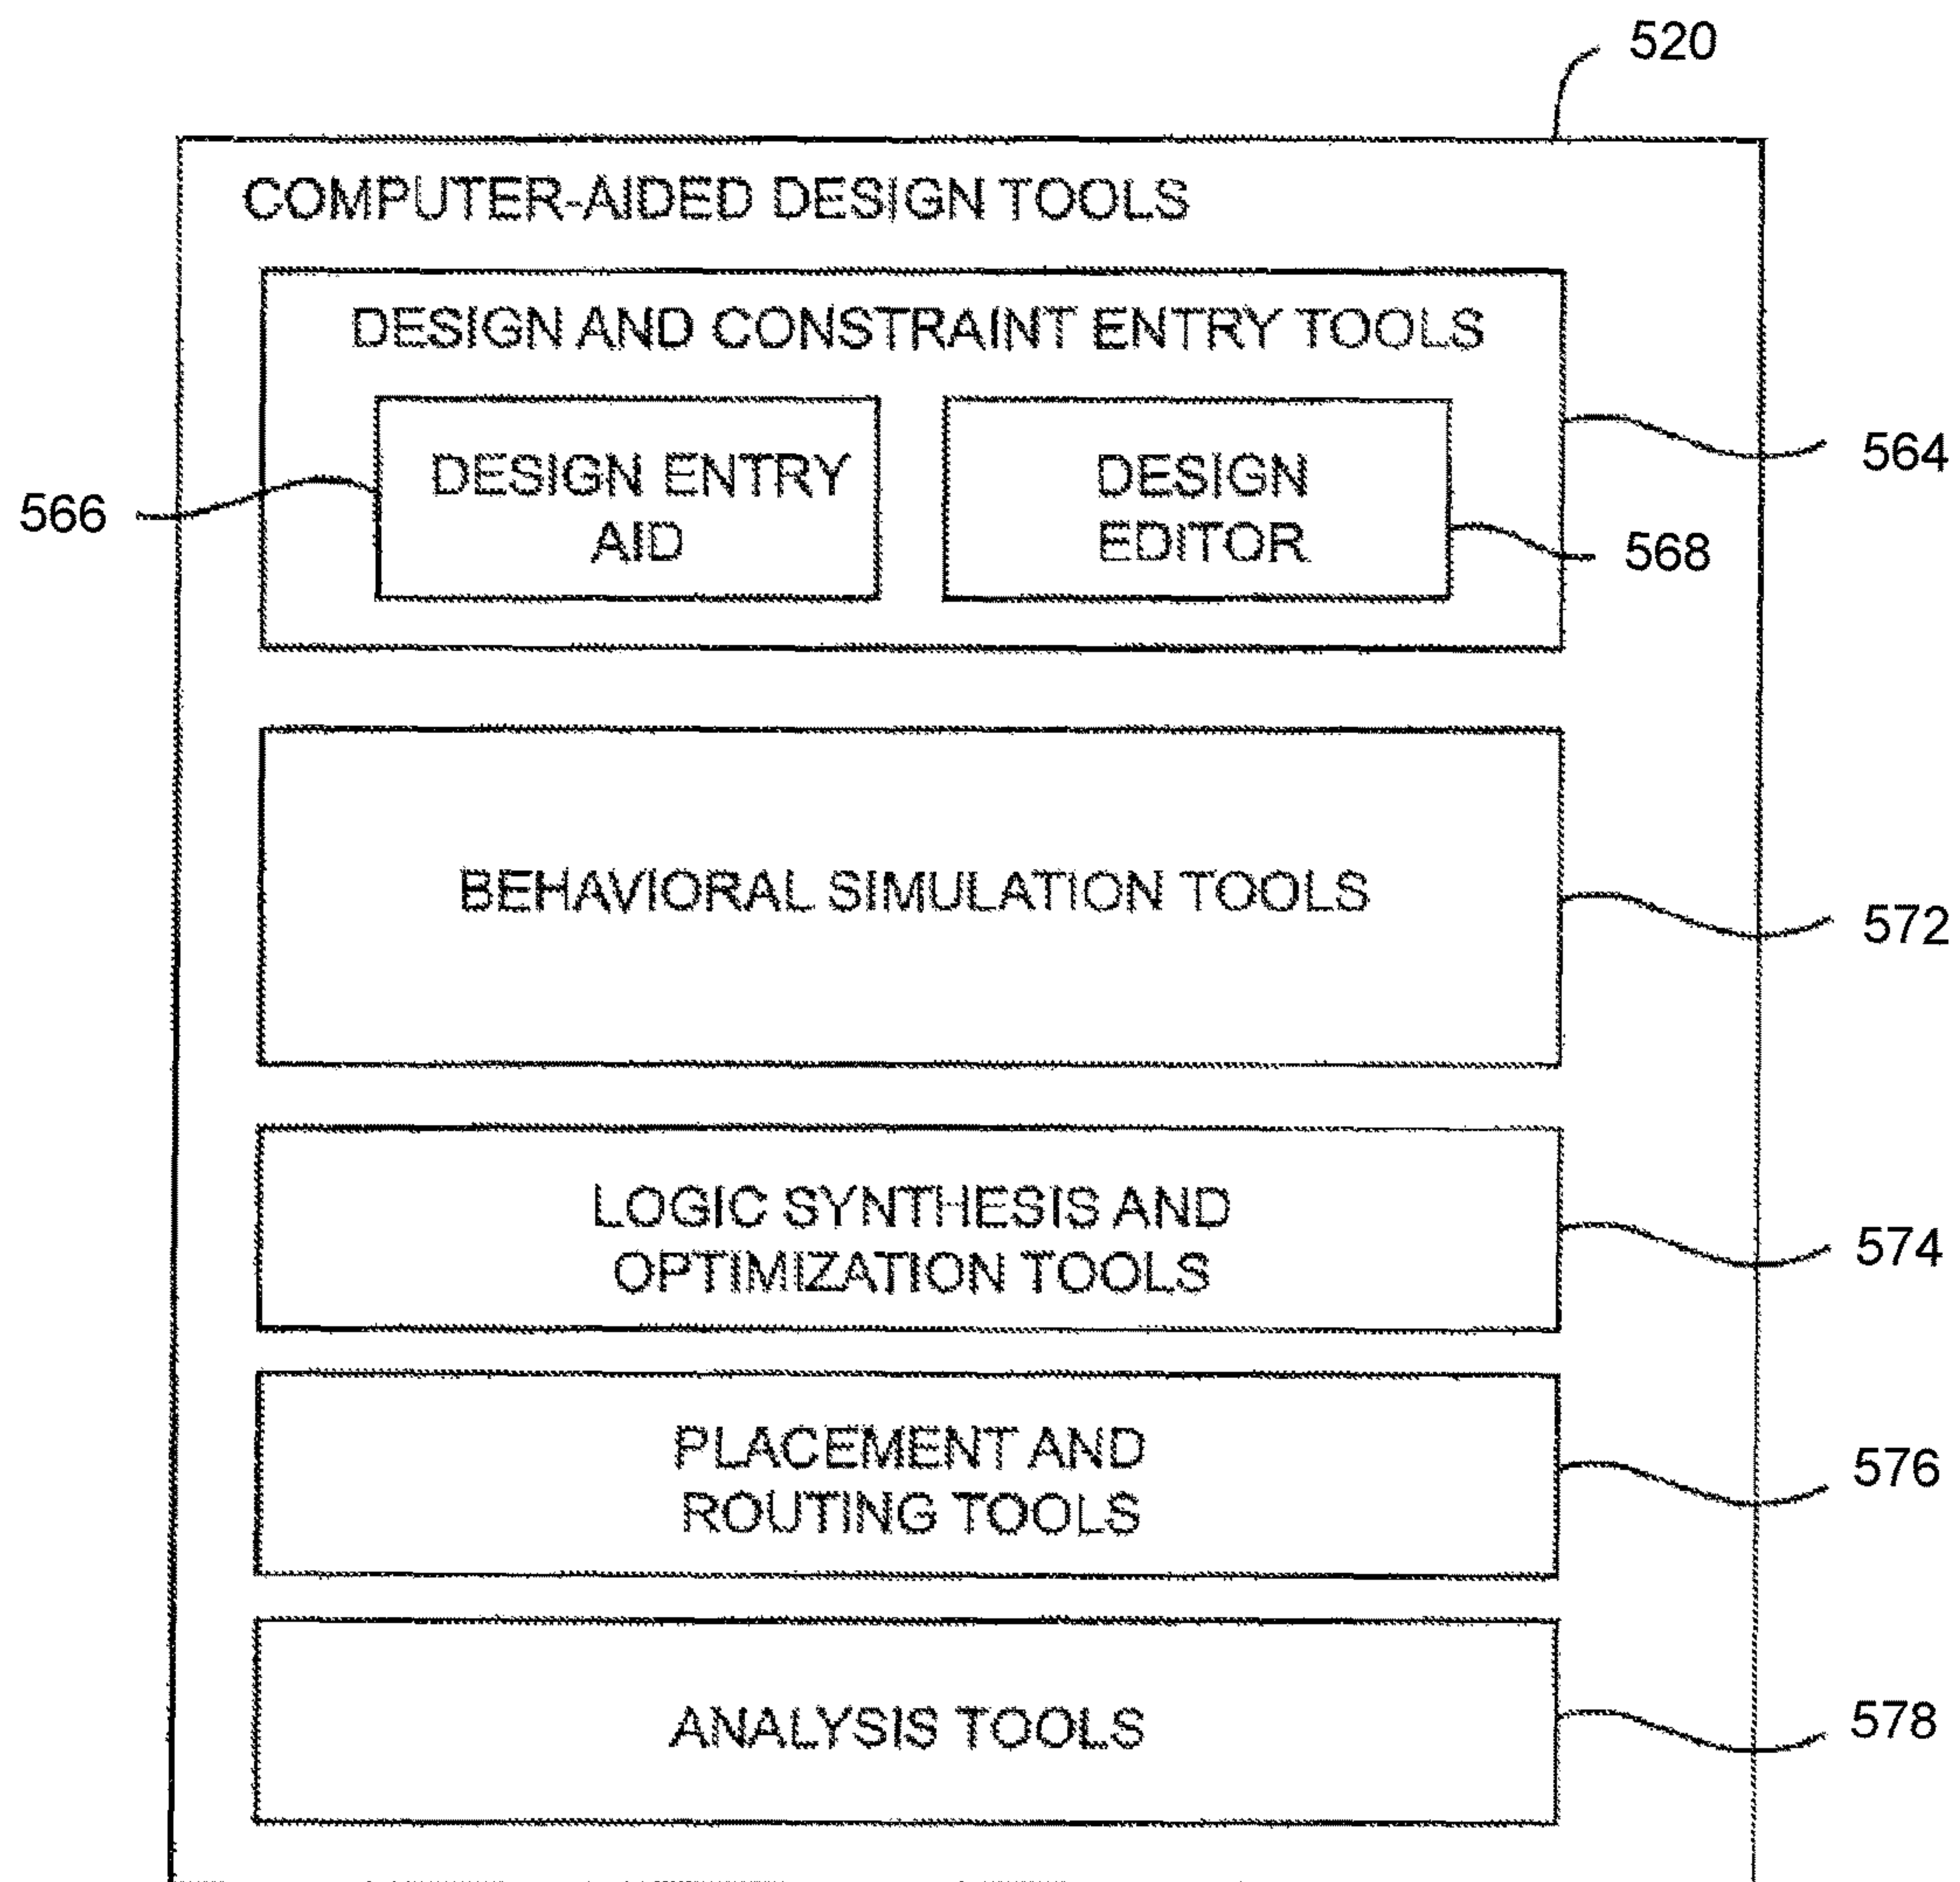 520
COMPUTER-AIDED DESIGN TOOLS
DESIGN AND CONSTRAINT ENTRY TOOLS
564
566
DESIGN ENTRY
AID
DESIGN
EDITOR
568
BEHAVIORAL SIMULATION TOOLS
572
LOGIC SYNTHESIS AND
OPTIMIZATION TOOLS
574
PLACEMENT AND
ROUTING TOOLS
576
ANALYSIS TOOLS
578